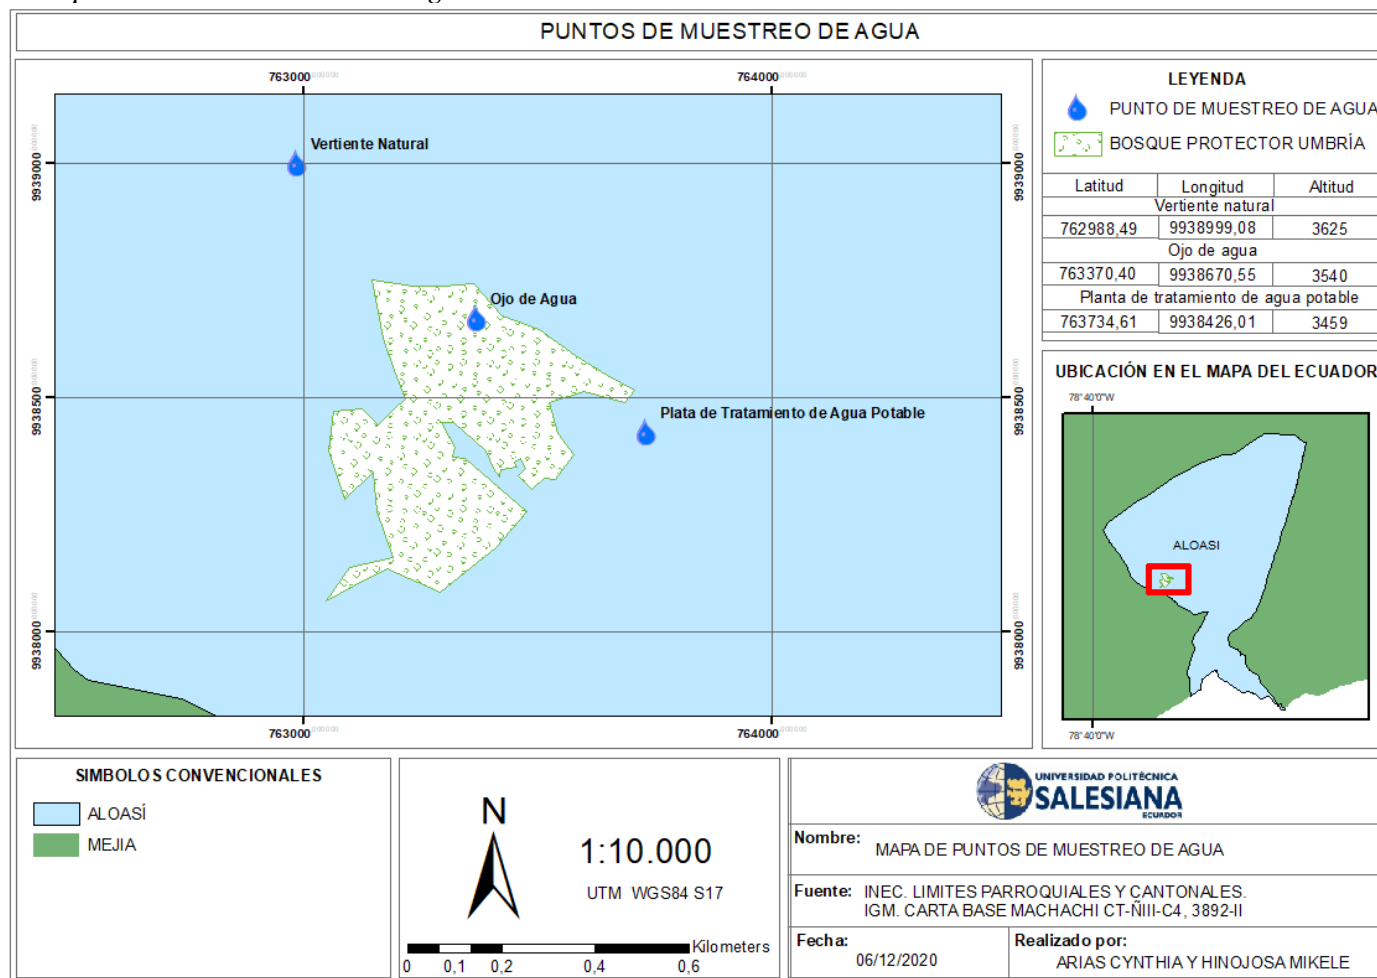 PUNTOS DE MUESTREO DE AGUA
763000
764000
9939000
9939000
Vertiente Natural
Ojo de Agua
9938500
9938500
Plata de Tratamiento de Agua Potable
9938000
9938000
763000
764000
LEYENDA
PUNTO DE MUESTREO DE AGUA
BOSQUE PROTECTOR UMBRÍA
Latitud Longitud Altitud
Vertiente natural
762988,49 9938999,08 3625
Ojo de agua
763370,40 9938670,55 3540
Planta de tratamiento de agua potable
763734,61 9938426,01 3459
UBICACIÓN EN EL MAPA DEL ECUADOR
78°40'0"W
ALOASI
78°40'0"W
SIMBOLOS CONVENCIONALES
ALOASÍ
MEJIA
N
1:10.000
UTM WGS84 S17
Kilometers
0 0,1 0,2 0,4 0,6
UNIVERSIDAD POLITÉCNICA
SALESIANA
ECUADOR
Nombre: MAPA DE PUNTOS DE MUESTREO DE AGUA
Fuente: INEC. LIMITES PARROQUIALES Y CANTONALES.
IGM. CARTA BASE MACHACHI CT-ÑIII-C4, 3892-II
Fecha:
06/12/2020
Realizado por:
ARIAS CYNTHIA Y HINOJOSA MIKELE